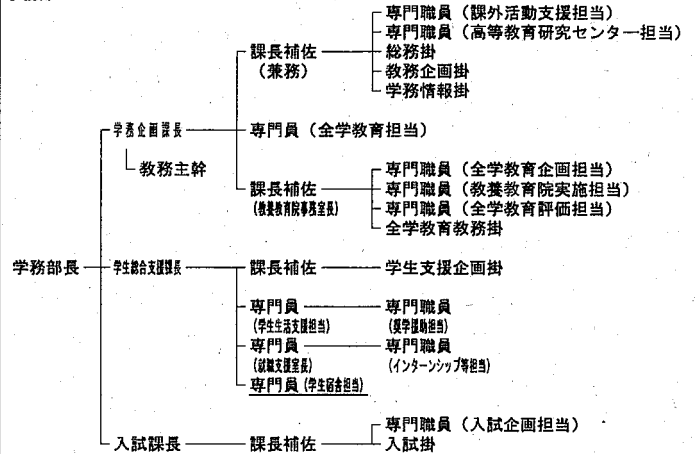 専門職員(課外活動支援担当)
専門職員(高等教育研究センター担当)
課長補佐 総務掛
(兼務) 教務企画掛
学務情報掛
学務企画課長 専門員(全学教育担当)
教務主幹
専門職員(全学教育企画担当)
課長補佐 専門職員(教養教育院実施担当)
(教養教育院事務室長) 専門職員(全学教育評価担当)
全学教育教務掛
学務部長 学生総合支援課長 課長補佐 学生支援企画掛
専門員 専門職員
(学生生活支援担当) (奨学援助担当)
専門員 専門職員
(就職支援室長) (インターンシップ等担当)
専門員(学生宿舎担当)
専門職員(入試企画担当)
入試課長 課長補佐 入試掛